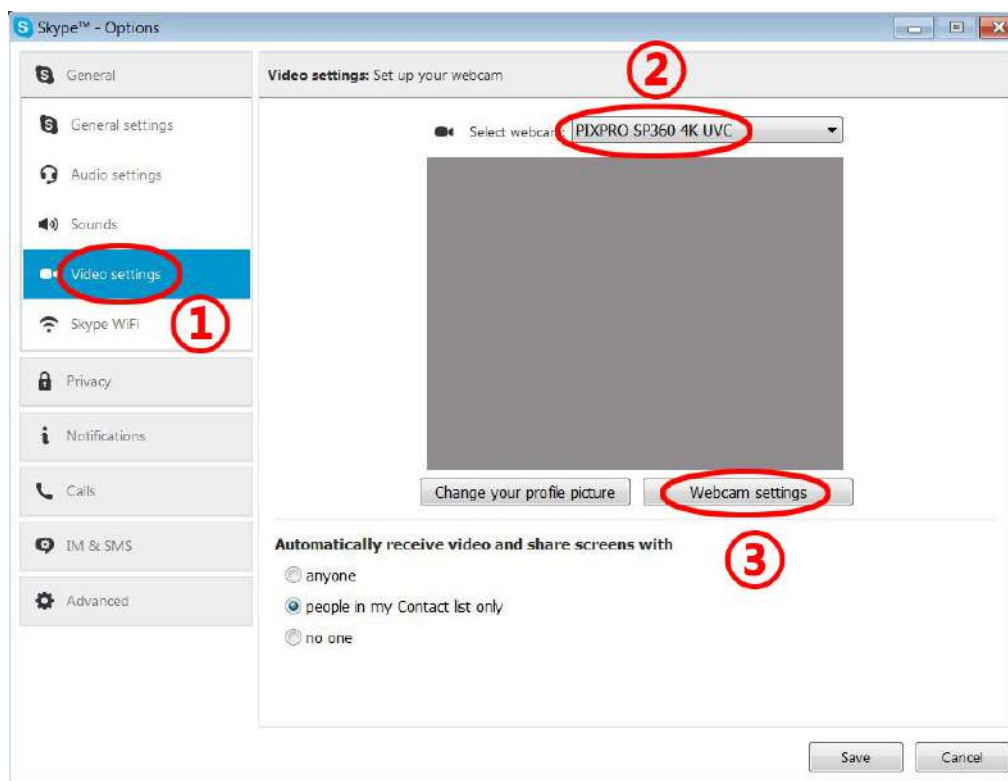 Skype™ - Options
General
General settings
Audio settings
Sounds
Video settings
Skype WiFi
Privacy
Notifications
Calls
IM & SMS
Advanced
Video settings: Set up your webcam
Select webcam: PIXPRO SP360 4K UVC
Change your profile picture
Webcam settings
Automatically receive video and share screens with
anyone
people in my Contact list only
no one
Save
Cancel
1
2
3